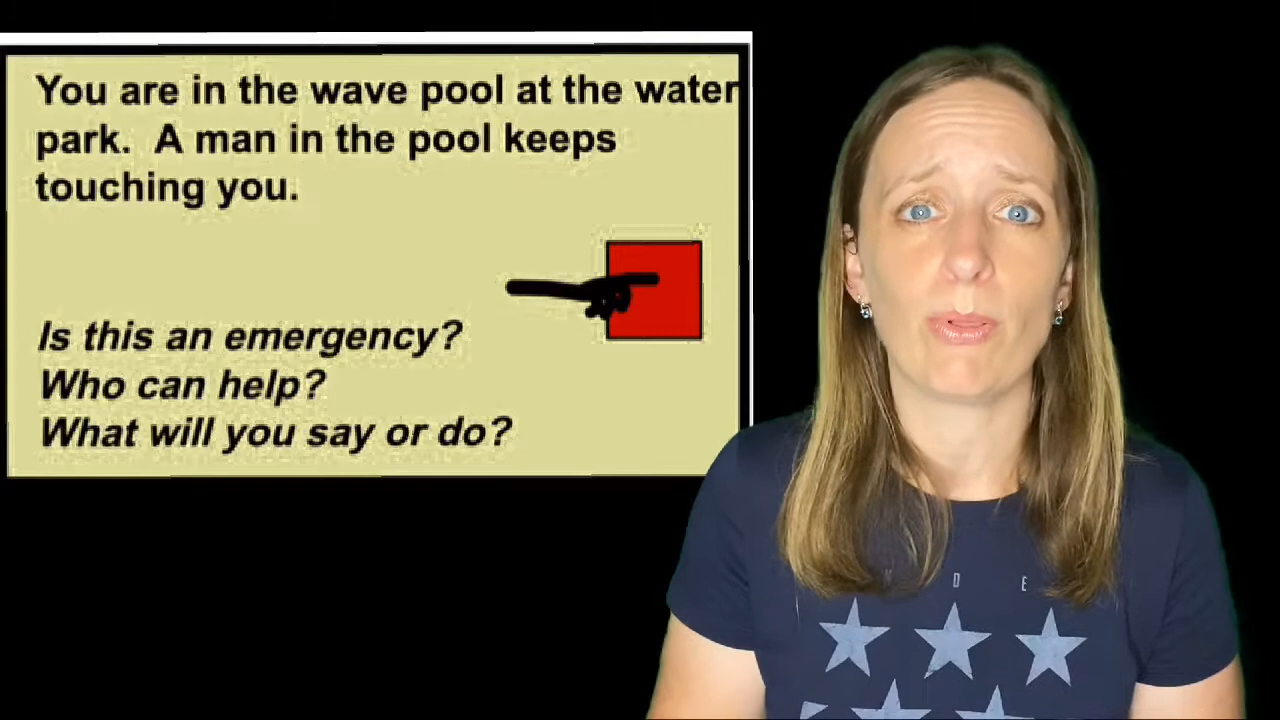 You are in the wave pool at the water
park. A man in the pool keeps
touching you.
Is this an emergency?
Who can help?
What will you say or do?
D E